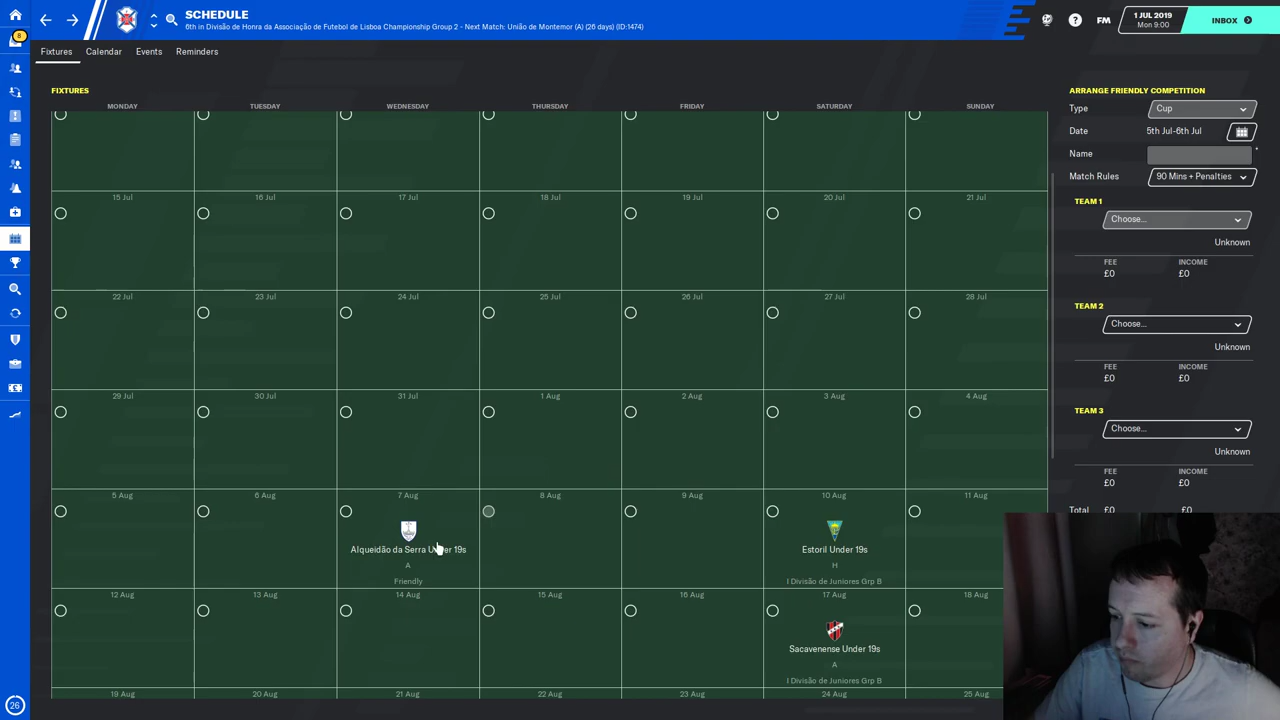 SCHEDULE
6th in Divisão de Honra da Associação de Futebol de Lisboa Championship Group 2 - Next Match: União de Montemor (A) (26 days) (ID:1474)
FM
1 JUL 2019
Mon 9:00
INBOX
8
Fixtures
Calendar
Events
Reminders
FIXTURES
MONDAY
TUESDAY
WEDNESDAY
THURSDAY
FRIDAY
SATURDAY
SUNDAY
15 Jul
16 Jul
17 Jul
18 Jul
19 Jul
20 Jul
21 Jul
22 Jul
23 Jul
24 Jul
25 Jul
26 Jul
27 Jul
28 Jul
29 Jul
30 Jul
31 Jul
1 Aug
2 Aug
3 Aug
4 Aug
5 Aug
6 Aug
7 Aug
8 Aug
9 Aug
10 Aug
11 Aug
Alqueidão da Serra Under 19s
A
Friendly
Estoril Under 19s
H
I Divisão de Juniores Grp B
12 Aug
13 Aug
14 Aug
15 Aug
16 Aug
17 Aug
18 Aug
Sacavenense Under 19s
A
I Divisão de Juniores Grp B
19 Aug
20 Aug
21 Aug
22 Aug
23 Aug
24 Aug
25 Aug
ARRANGE FRIENDLY COMPETITION
Type
Cup
Date
5th Jul-6th Jul
Name
*
Match Rules
90 Mins + Penalties
TEAM 1
Choose...
Unknown
FEE
INCOME
£0
£0
TEAM 2
Choose...
Unknown
FEE
INCOME
£0
£0
TEAM 3
Choose...
Unknown
FEE
INCOME
£0
£0
Total
£0
£0
26